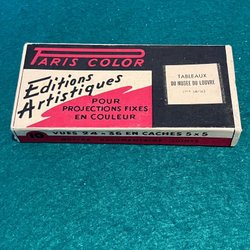 PARIS COLOR
Editions
Artistiques
POUR
PROJECTIONS FIXES
EN COULEUR
TABLEAUX
DU MUSÉE DU LOUVRE
VUES 24 x 36 EN CACHES 5 x 5